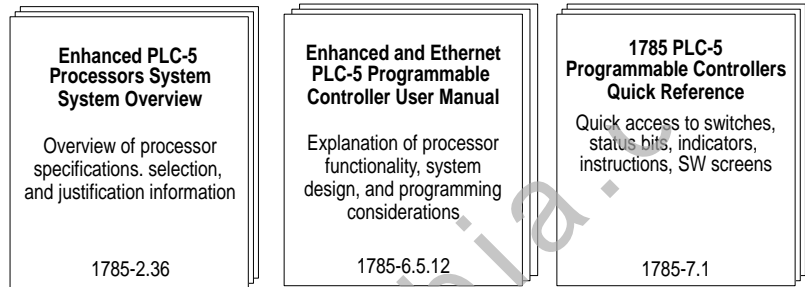 Enhanced PLC-5
Processors System
System Overview
Overview of processor
specifications. selection,
and justification information
1785-2.36
Enhanced and Ethernet
PLC-5 Programmable
Controller User Manual
Explanation of processor
functionality, system
design, and programming
considerations
1785-6.5.12
1785 PLC-5
Programmable Controllers
Quick Reference
Quick access to switches,
status bits, indicators,
instructions, SW screens
1785-7.1
bia.c